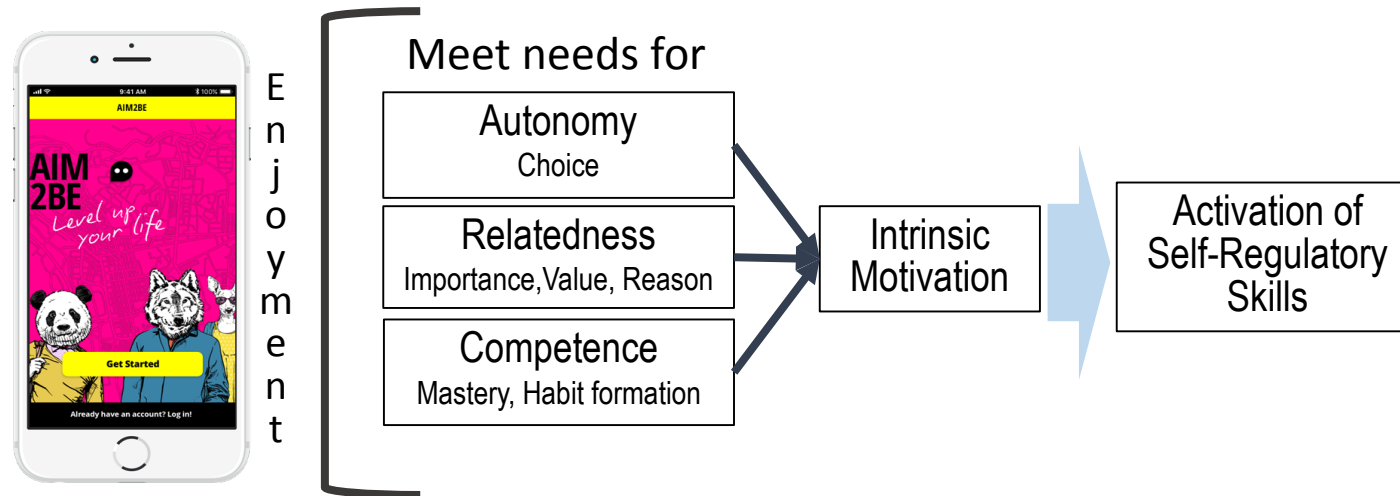 9:41 AM
100%
AIM2BE
AIM
2BE
Level up
your life
Get Started
Already have an account? Log in!
Enjoyment
Meet needs for
Autonomy
Choice
Relatedness
Importance,Value, Reason
Competence
Mastery, Habit formation
Intrinsic
Motivation
Activation of
Self-Regulatory
Skills